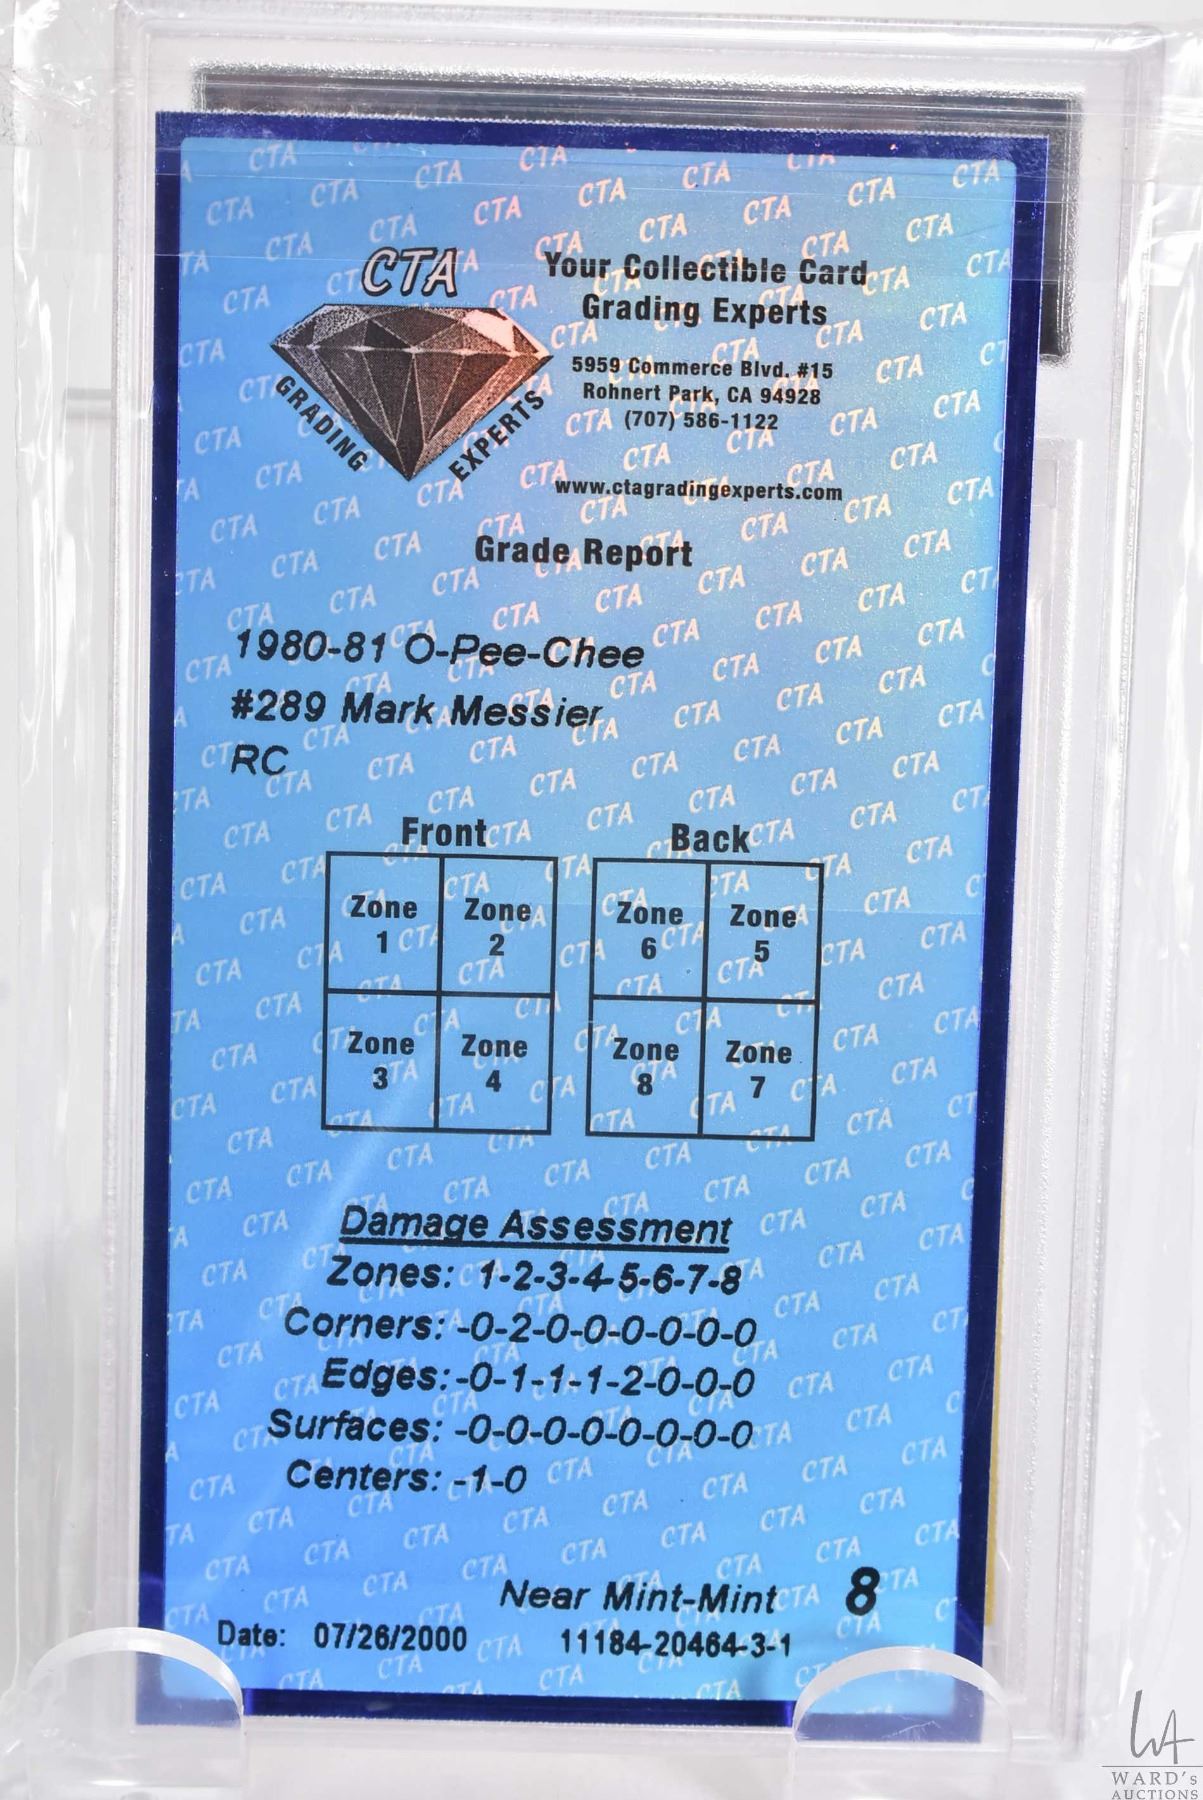 CTA
GRADING EXPERTS
Your Collectible Card
Grading Experts
5959 Commerce Blvd. #15
Rohnert Park, CA 94928
(707) 586-1122
www.ctagradingexperts.com
Grade Report
1980-81 O-Pee-Chee
#289 Mark Messier
RC
Front Back
Zone 1 Zone 2 Zone 6 Zone 5
Zone 3 Zone 4 Zone 8 Zone 7
Damage Assessment
Zones: 1-2-3-4-5-6-7-8
Corners: -0-2-0-0-0-0-0-0
Edges: -0-1-1-1-2-0-0-0
Surfaces: -0-0-0-0-0-0-0-0
Centers: -1-0
Near Mint-Mint 8
Date: 07/26/2000 11184-20464-3-1
WA
WARD's
AUCTIONS